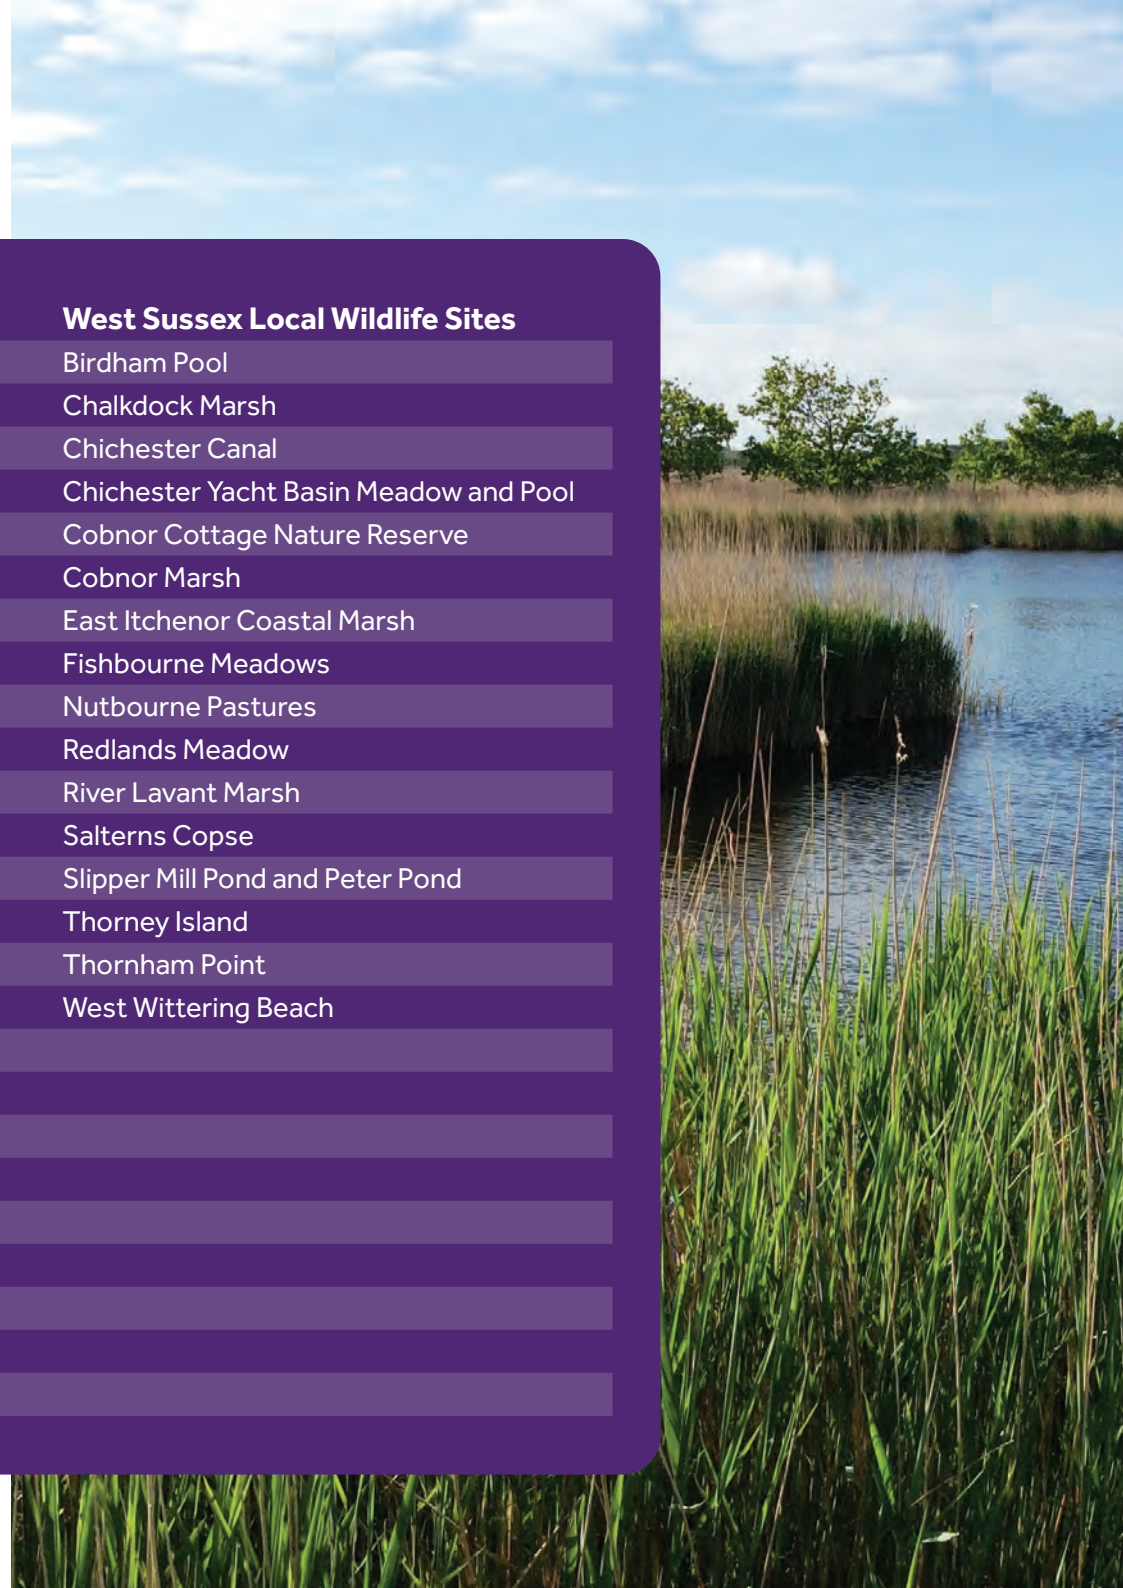 West Sussex Local Wildlife Sites
Birdham Pool
Chalkdock Marsh
Chichester Canal
Chichester Yacht Basin Meadow and Pool
Cobnor Cottage Nature Reserve
Cobnor Marsh
East Itchenor Coastal Marsh
Fishbourne Meadows
Nutbourne Pastures
Redlands Meadow
River Lavant Marsh
Salterns Copse
Slipper Mill Pond and Peter Pond
Thorney Island
Thornham Point
West Wittering Beach